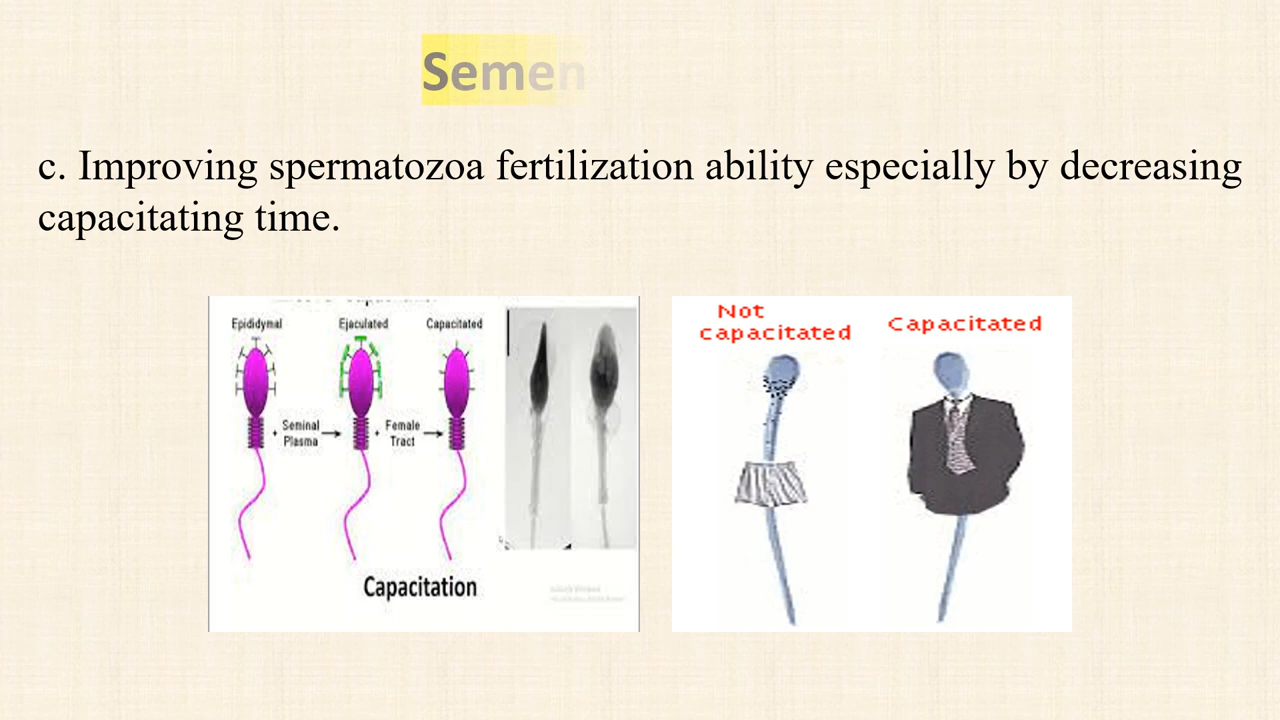 Semen
c. Improving spermatozoa fertilization ability especially by decreasing
capacitating time.
Epididymal
Ejaculated
Capacitated
+ Seminal Plasma
+ Female Tract
Capacitation
Not
capacitated
Capacitated